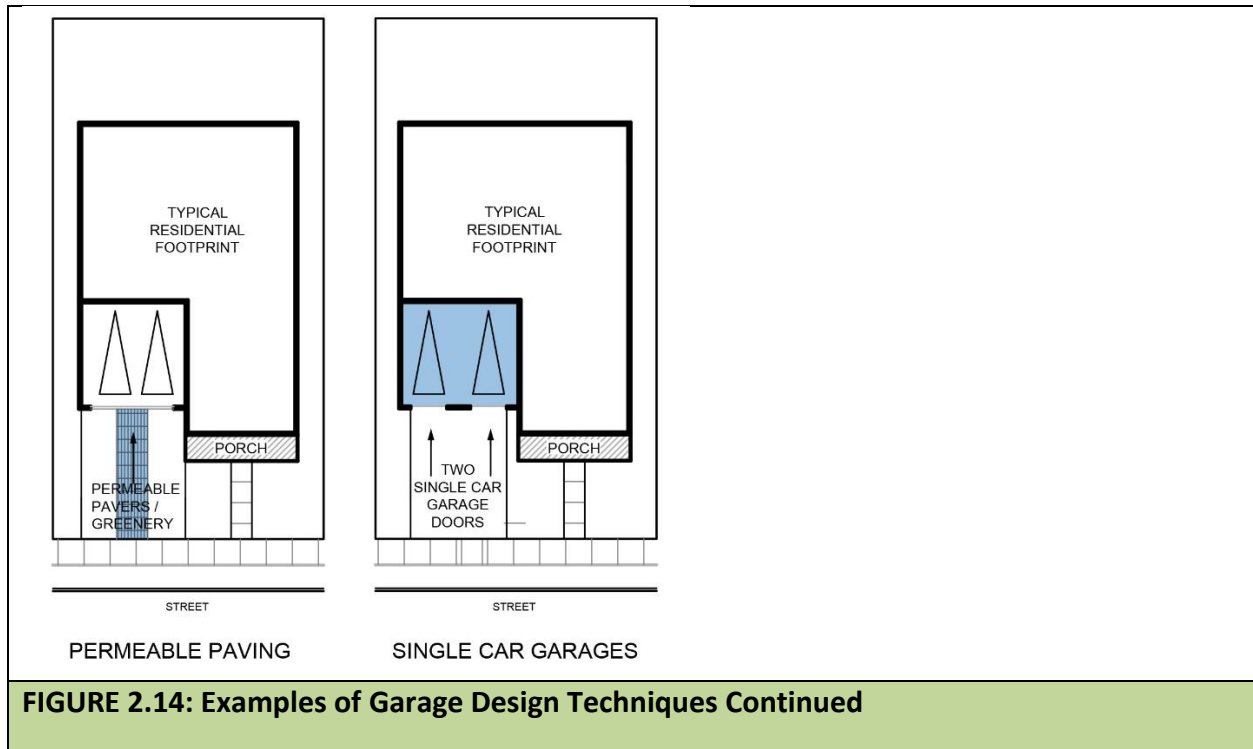 TYPICAL
RESIDENTIAL
FOOTPRINT
PORCH
PERMEABLE
PAVERS /
GREENERY
STREET
PERMEABLE PAVING
TYPICAL
RESIDENTIAL
FOOTPRINT
PORCH
TWO
SINGLE CAR
GARAGE
DOORS
STREET
SINGLE CAR GARAGES
FIGURE 2.14: Examples of Garage Design Techniques Continued